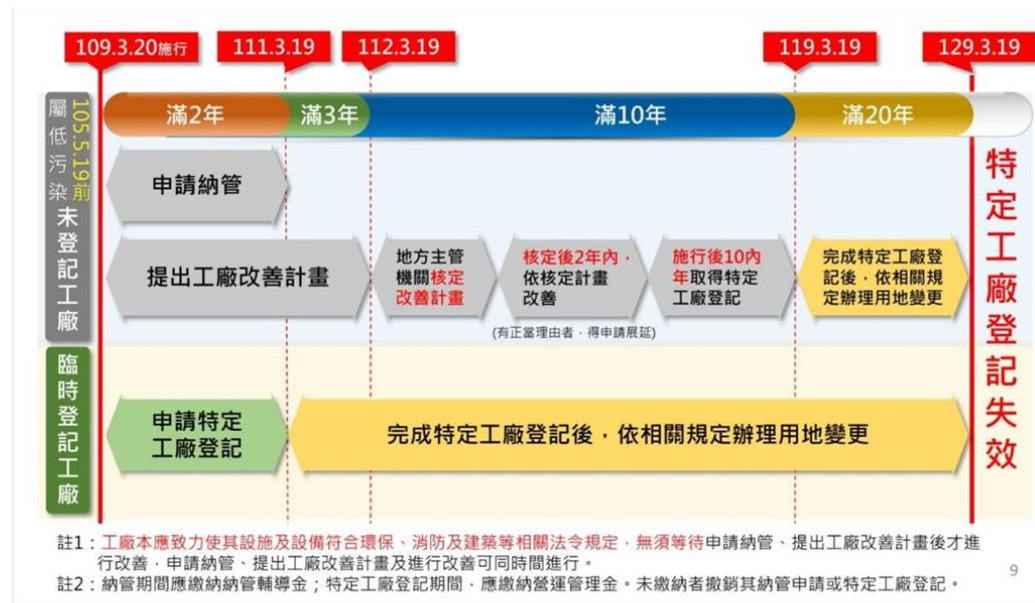 109.3.20施行
111.3.19
112.3.19
119.3.19
129.3.19
滿2年
滿3年
滿10年
滿20年
105.5.19前
屬低污染
未登記工廠
申請納管
提出工廠改善計畫
地方主管
機關核定
改善計畫
核定後2年內，
依核定計畫
改善
(有正當理由者，得申請展延)
施行後10內
年取得特定
工廠登記
完成特定工廠登
記後，依相關規
定辦理用地變更
臨時登記工廠
申請特定
工廠登記
完成特定工廠登記後，依相關規定辦理用地變更
特定工廠登記失效
註1：工廠本應致力使其設施及設備符合環保、消防及建築等相關法令規定，無須等待申請納管、提出工廠改善計畫後才進
行改善，申請納管、提出工廠改善計畫及進行改善可同時間進行。
註2：納管期間應繳納納管輔導金；特定工廠登記期間，應繳納營運管理金。未繳納者撤銷其納管申請或特定工廠登記。
9